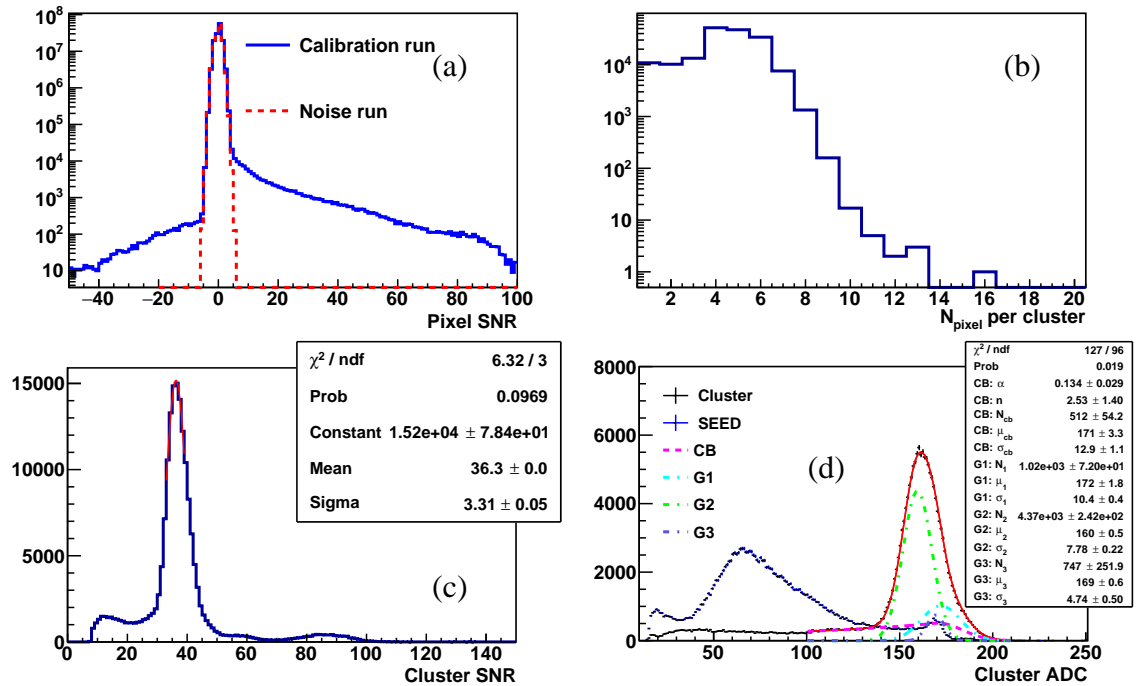 10^8
10^7
10^6
10^5
10^4
10^3
10^2
10
Calibration run
Noise run
(a)
−40 −20 0 20 40 60 80 100
Pixel SNR
10^4
10^3
10^2
10
1
(b)
2 4 6 8 10 12 14 16 18 20
N_pixel per cluster
15000
10000
5000
0
χ² / ndf 6.32 / 3
Prob 0.0969
Constant 1.52e+04 ± 7.84e+01
Mean 36.3 ± 0.0
Sigma 3.31 ± 0.05
(c)
0 20 40 60 80 100 120 140
Cluster SNR
8000
6000
4000
2000
0
Cluster
SEED
CB
G1
G2
G3
(d)
χ² / ndf 127 / 96
Prob 0.019
CB: α 0.134 ± 0.029
CB: n 2.53 ± 1.40
CB: N_cb 512 ± 54.2
CB: μ_cb 171 ± 3.3
CB: σ_cb 12.9 ± 1.1
G1: N_1 1.02e+03 ± 7.20e+01
G1: μ_1 172 ± 1.8
G1: σ_1 10.4 ± 0.4
G2: N_2 4.37e+03 ± 2.42e+02
G2: μ_2 160 ± 0.5
G2: σ_2 7.78 ± 0.22
G3: N_3 747 ± 251.9
G3: μ_3 169 ± 0.6
G3: σ_3 4.74 ± 0.50
50 100 150 200 250
Cluster ADC